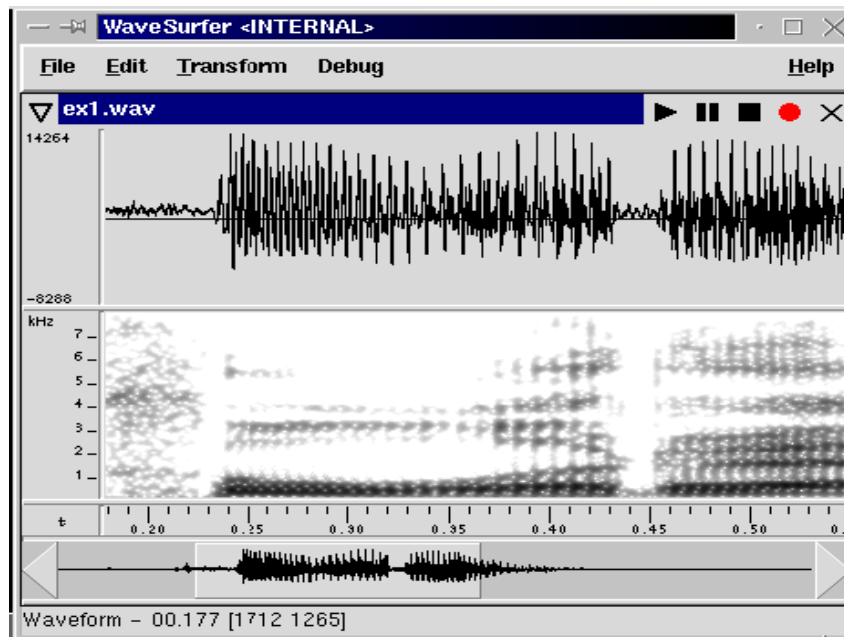 WaveSurfer <INTERNAL>
File Edit Transform Debug Help
ex1.wav
14264
-8288
kHz
7
6
5
4
3
2
1
t 0.20 0.25 0.30 0.35 0.40 0.45 0.50
Waveform - 00.177 [1712 1265]